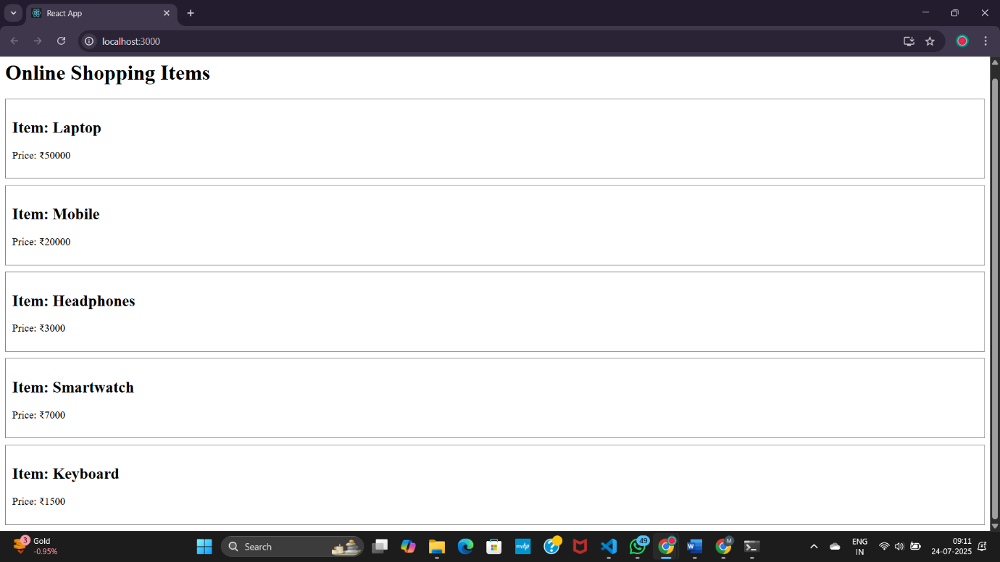 React App
localhost:3000
Online Shopping Items
Item: Laptop
Price: ₹50000
Item: Mobile
Price: ₹20000
Item: Headphones
Price: ₹3000
Item: Smartwatch
Price: ₹7000
Item: Keyboard
Price: ₹1500
3
Gold
-0.95%
Search
myhp
49
W
M
ENG
IN
09:11
24-07-2025